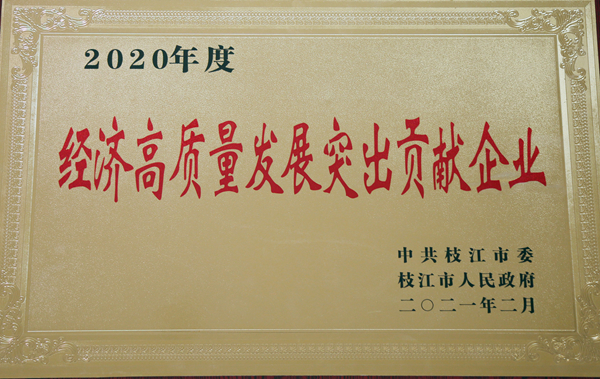 2020年度
经济高质量发展突出贡献企业
中共枝江市委
枝江市人民政府
二〇二一年二月